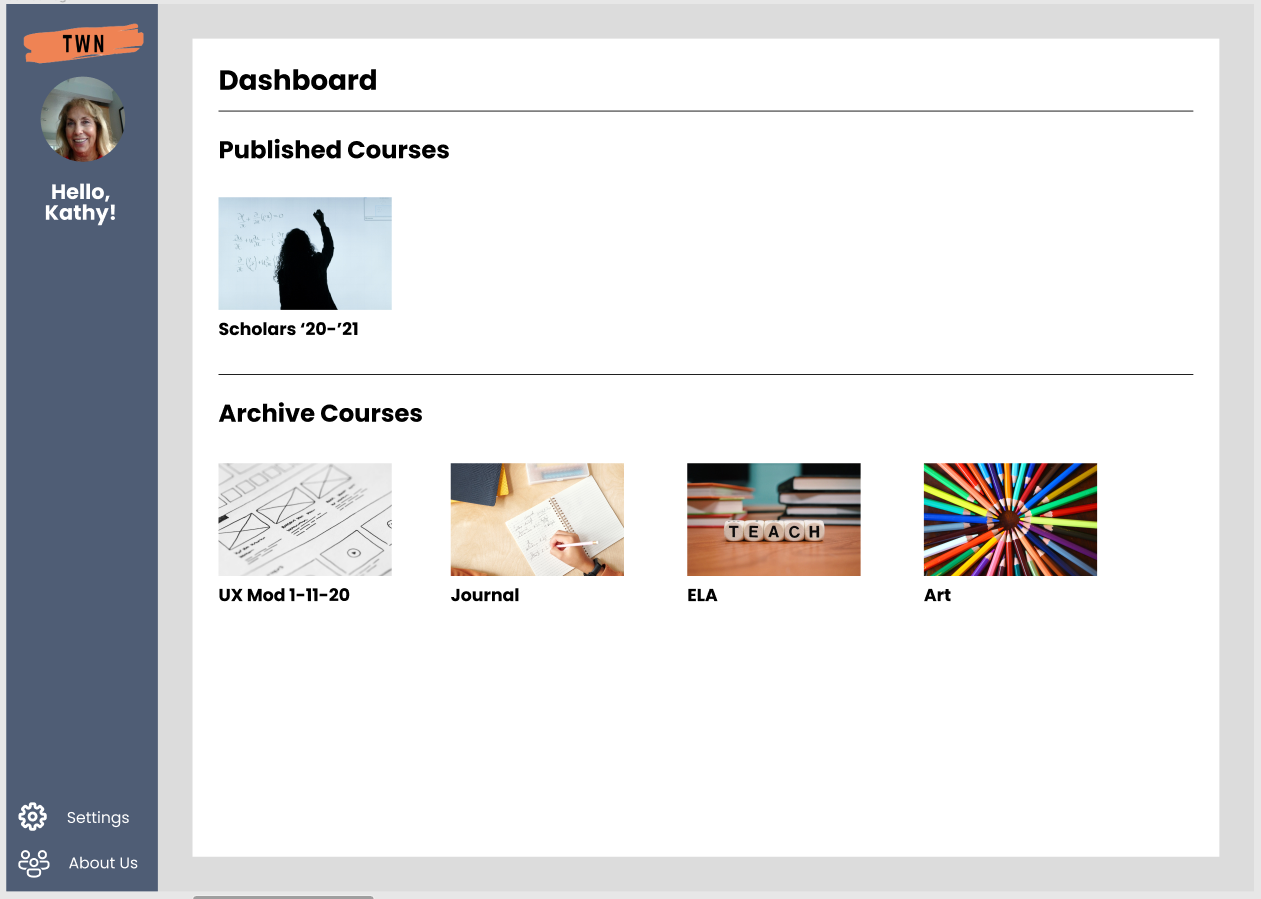 TWN
Hello,
Kathy!
Dashboard
Published Courses
Scholars ‘20-’21
Archive Courses
TEACH
UX Mod 1-11-20
Journal
ELA
Art
Settings
About Us